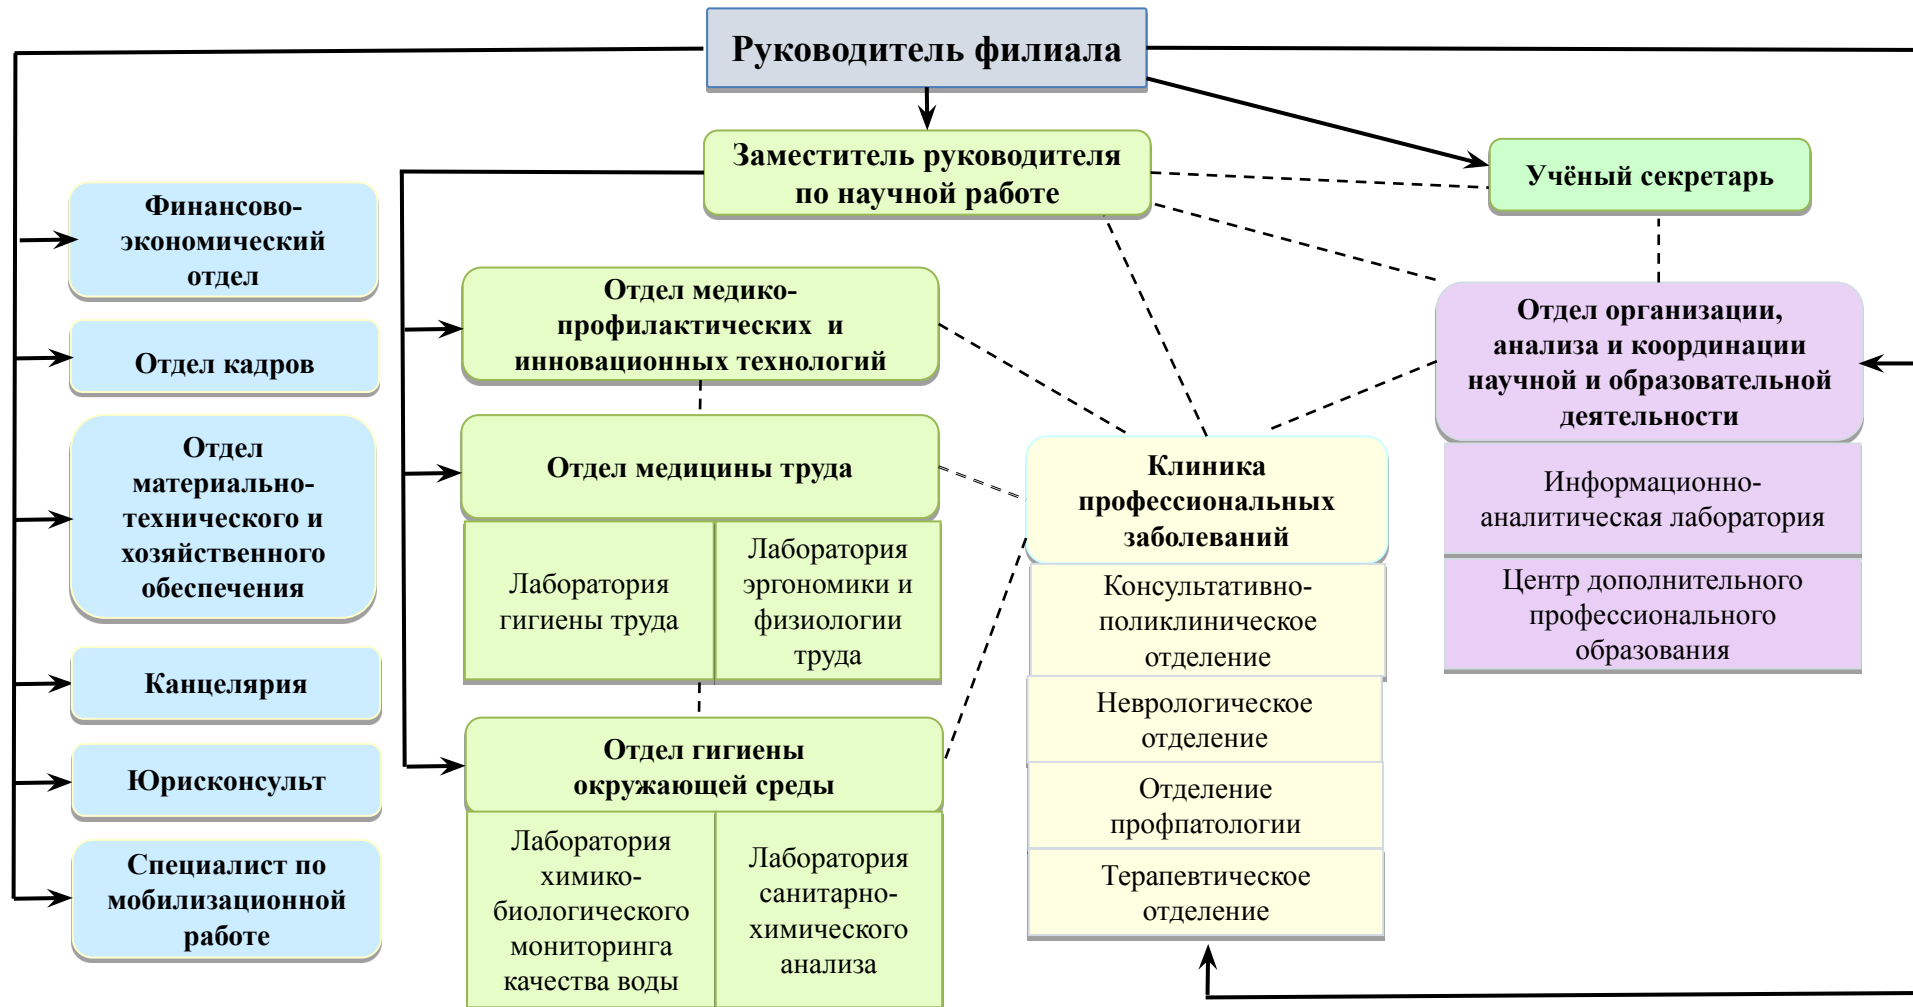 Руководитель филиала
Заместитель руководителя
по научной работе
Учёный секретарь
Финансово-
экономический
отдел
Отдел кадров
Отдел
материально-
технического и
хозяйственного
обеспечения
Канцелярия
Юрисконсульт
Специалист по
мобилизационной
работе
Отдел медико-
профилактических и
инновационных технологий
Отдел медицины труда
Лаборатория
гигиены труда
Лаборатория
эргономики и
физиологии
труда
Отдел гигиены
окружающей среды
Лаборатория
химико-
биологического
мониторинга
качества воды
Лаборатория
санитарно-
химического
анализа
Клиника
профессиональных
заболеваний
Консультативно-
поликлиническое
отделение
Неврологическое
отделение
Отделение
профпатологии
Терапевтическое
отделение
Отдел организации,
анализа и координации
научной и образовательной
деятельности
Информационно-
аналитическая лаборатория
Центр дополнительного
профессионального
образования